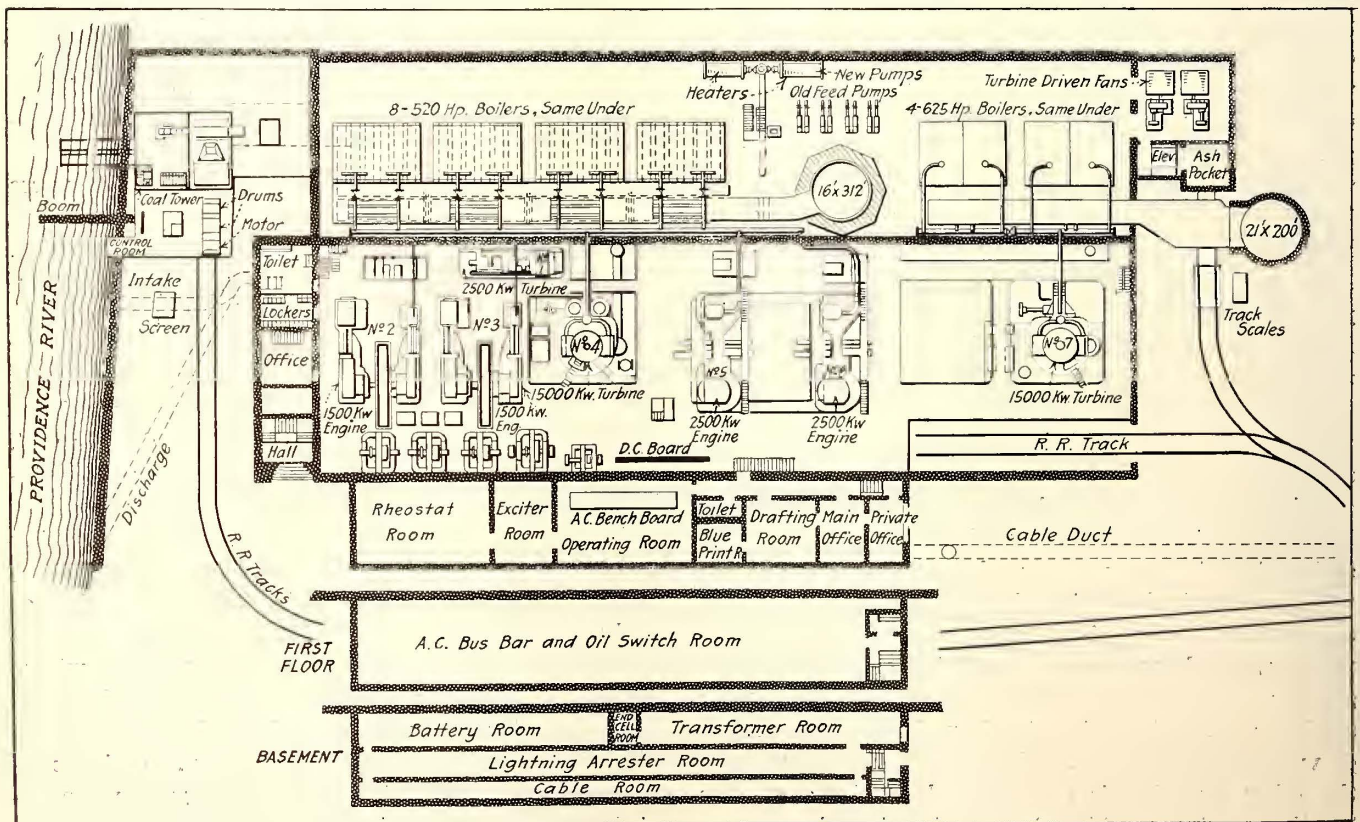 New Pumps
Heaters
Old Feed Pumps
Turbine Driven Fans
8-520 Hp. Boilers, Same Under
4-625 Hp. Boilers, Same Under
Elev
Ash
Pocket
16'x312'
21'x200'
Boom
Coal Tower
Drums
Motor
CONTROL
ROOM
Intake
Screen
Toilet
Lockers
Office
Hall
PROVIDENCE RIVER
Discharge
R.R. Tracks
2500 Kw Turbine
No 2
No 3
No 4
No 5
No 7
Track
Scales
1500 Kw
Engine
1500 Kw.
Eng.
15000 Kw. Turbine
2500 Kw
Engine
2500 Kw
Engine
15000 Kw Turbine
D.C. Board
R. R. Track
Rheostat
Room
Exciter
Room
A.C. Bench Board
Operating Room
Toilet
Blue
Print R.
Drafting
Room
Main
Office
Private
Office
Cable Duct
FIRST
FLOOR
A.C. Bus Bar and Oil Switch Room
BASEMENT
Battery Room
END
CELL
ROOM
Transformer Room
Lightning Arrester Room
Cable Room